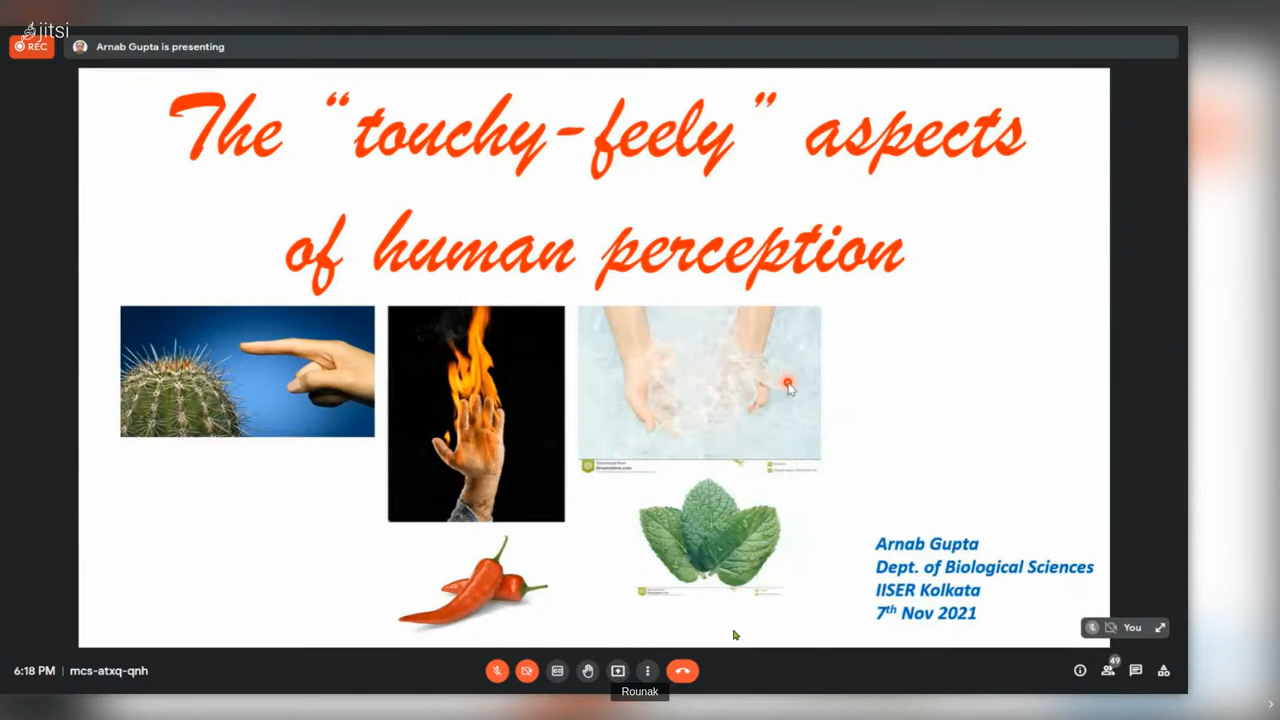 jitsi
REC
Arnab Gupta is presenting
The “touchy-feely” aspects
of human perception
Arnab Gupta
Dept. of Biological Sciences
IISER Kolkata
7th Nov 2021
You
6:18 PM | mcs-atxq-qnh
49
Rounak